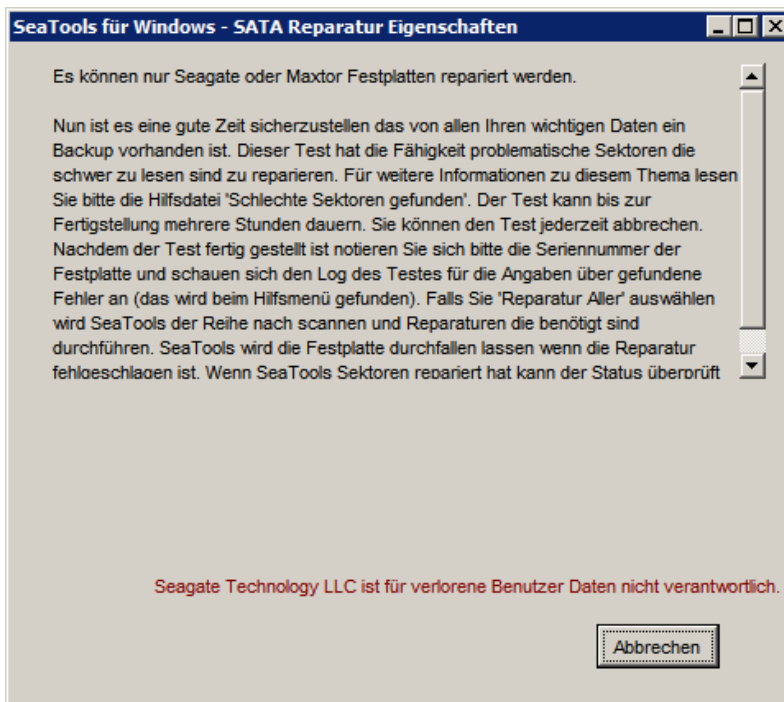 SeaTools für Windows - SATA Reparatur Eigenschaften
Es können nur Seagate oder Maxtor Festplatten repariert werden.
Nun ist es eine gute Zeit sicherzustellen das von allen Ihren wichtigen Daten ein
Backup vorhanden ist. Dieser Test hat die Fähigkeit problematische Sektoren die
schwer zu lesen sind zu reparieren. Für weitere Informationen zu diesem Thema lesen
Sie bitte die Hilfsdatei 'Schlechte Sektoren gefunden'. Der Test kann bis zur
Fertigstellung mehrere Stunden dauern. Sie können den Test jederzeit abbrechen.
Nachdem der Test fertig gestellt ist notieren Sie sich bitte die Seriennummer der
Festplatte und schauen sich den Log des Testes für die Angaben über gefundene
Fehler an (das wird beim Hilfsmenü gefunden). Falls Sie 'Reparatur Aller' auswählen
wird SeaTools der Reihe nach scannen und Reparaturen die benötigt sind
durchführen. SeaTools wird die Festplatte durchfallen lassen wenn die Reparatur
fehlgeschlagen ist. Wenn SeaTools Sektoren repariert hat kann der Status überprüft
Seagate Technology LLC ist für verlorene Benutzer Daten nicht verantwortlich.
Abbrechen